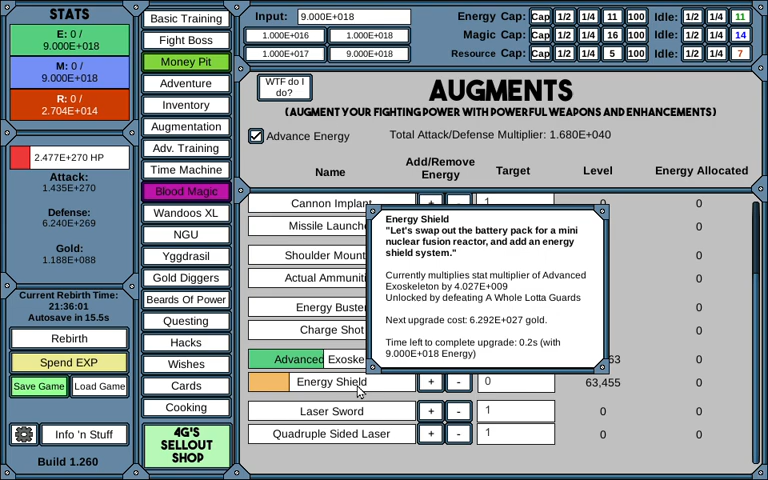 STATS
E: 0 /
9.000E+018
M: 0 /
9.000E+018
R: 0 /
2.704E+014
2.477E+270 HP
Attack:
1.435E+270
Defense:
6.240E+269
Gold:
1.188E+088
Current Rebirth Time:
21:36:01
Autosave in 15.5s
Rebirth
Spend EXP
Save Game
Load Game
Info 'n Stuff
Build 1.260
Basic Training
Fight Boss
Money Pit
Adventure
Inventory
Augmentation
Adv. Training
Time Machine
Blood Magic
Wandoos XL
NGU
Yggdrasil
Gold Diggers
Beards Of Power
Questing
Hacks
Wishes
Cards
Cooking
4G'S
SELLOUT
SHOP
Input: 9.000E+018
1.000E+016 1.000E+018
1.000E+017 9.000E+018
Energy Cap: Cap 1/2 1/4 11 100 Idle: 1/2 1/4 11
Magic Cap: Cap 1/2 1/4 16 100 Idle: 1/2 1/4 14
Resource Cap: Cap 1/2 1/4 5 100 Idle: 1/2 1/4 7
WTF do I
do?
AUGMENTS
(AUGMENT YOUR FIGHTING POWER WITH POWERFUL WEAPONS AND ENHANCEMENTS)
Advance Energy
Total Attack/Defense Multiplier: 1.680E+040
Name Add/Remove
Energy Target Level Energy Allocated
Cannon Implant + - 1 0 0
Missile Launche 0
Shoulder Mount 0
Actual Ammuniti 0
Energy Buste 0
Charge Shot 0
Advanced Exoske 63 0
Energy Shield + - 0 63,455 0
Laser Sword + - 1 0 0
Quadruple Sided Laser + - 1 0 0
Energy Shield
"Let's swap out the battery pack for a mini
nuclear fusion reactor, and add an energy
shield system."
Currently multiplies stat multiplier of Advanced
Exoskeleton by 4.027E+009
Unlocked by defeating A Whole Lotta Guards
Next upgrade cost: 6.292E+027 gold.
Time left to complete upgrade: 0.2s (with
9.000E+018 Energy)